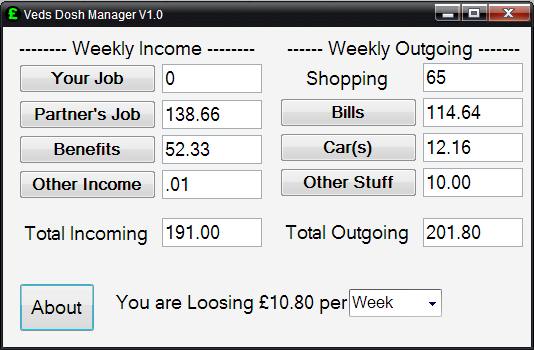 £ Veds Dosh Manager V1.0
-------- Weekly Income -------- ------ Weekly Outgoing -------
Your Job 0 Shopping 65
Partner's Job 138.66 Bills 114.64
Benefits 52.33 Car(s) 12.16
Other Income .01 Other Stuff 10.00
Total Incoming 191.00 Total Outgoing 201.80
About You are Loosing £10.80 per Week